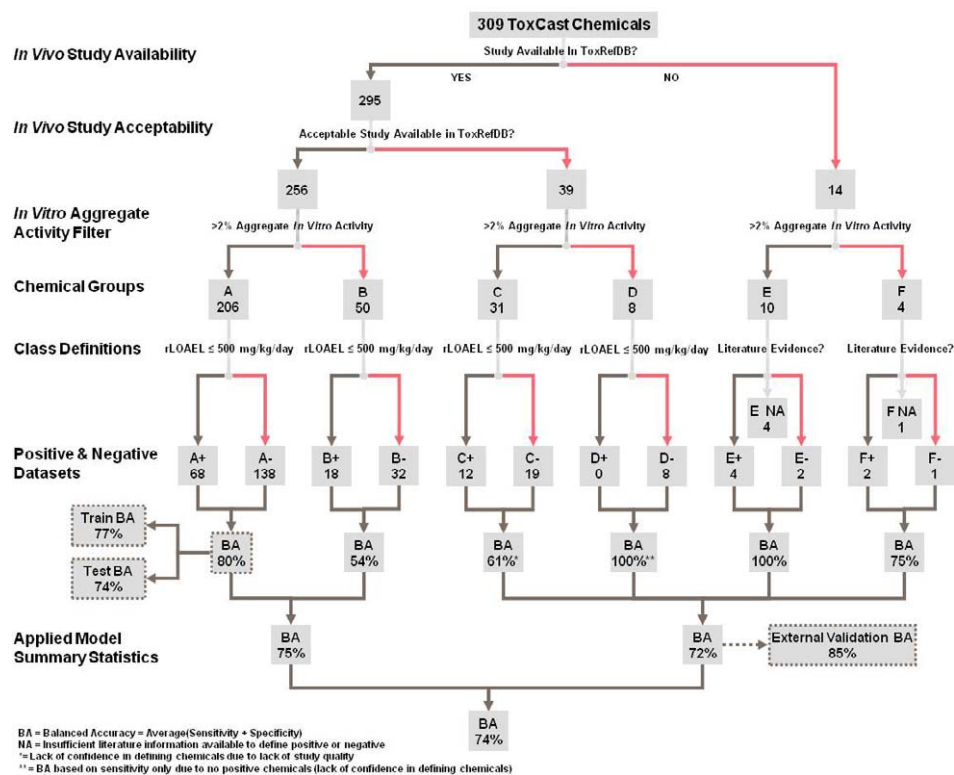 309 ToxCast Chemicals
In Vivo Study Availability
Study Available In ToxRefDB?
YES
NO
295
In Vivo Study Acceptability
Acceptable Study Available in ToxRefDB?
256
39
14
In Vitro Aggregate
Activity Filter
>2% Aggregate In Vitro Activity
>2% Aggregate In Vitro Activity
>2% Aggregate In Vitro Activity
Chemical Groups
A
206
B
50
C
31
D
8
E
10
F
4
Class Definitions
rLOAEL ≤ 500 mg/kg/day
rLOAEL ≤ 500 mg/kg/day
rLOAEL ≤ 500 mg/kg/day
rLOAEL ≤ 500 mg/kg/day
Literature Evidence?
Literature Evidence?
E NA
4
F NA
1
Positive & Negative
Datasets
A+
68
A-
138
B+
18
B-
32
C+
12
C-
19
D+
0
D-
8
E+
4
E-
2
F+
2
F-
1
Train BA
77%
Test BA
74%
BA
80%
BA
54%
BA
61%*
BA
100%**
BA
100%
BA
75%
Applied Model
Summary Statistics
BA
75%
BA
72%
External Validation BA
85%
BA
74%
BA = Balanced Accuracy = Average(Sensitivity + Specificity)
NA = Insufficient literature information available to define positive or negative
*= Lack of confidence in defining chemicals due to lack of study quality
** = BA based on sensitivity only due to no positive chemicals (lack of confidence in defining chemicals)